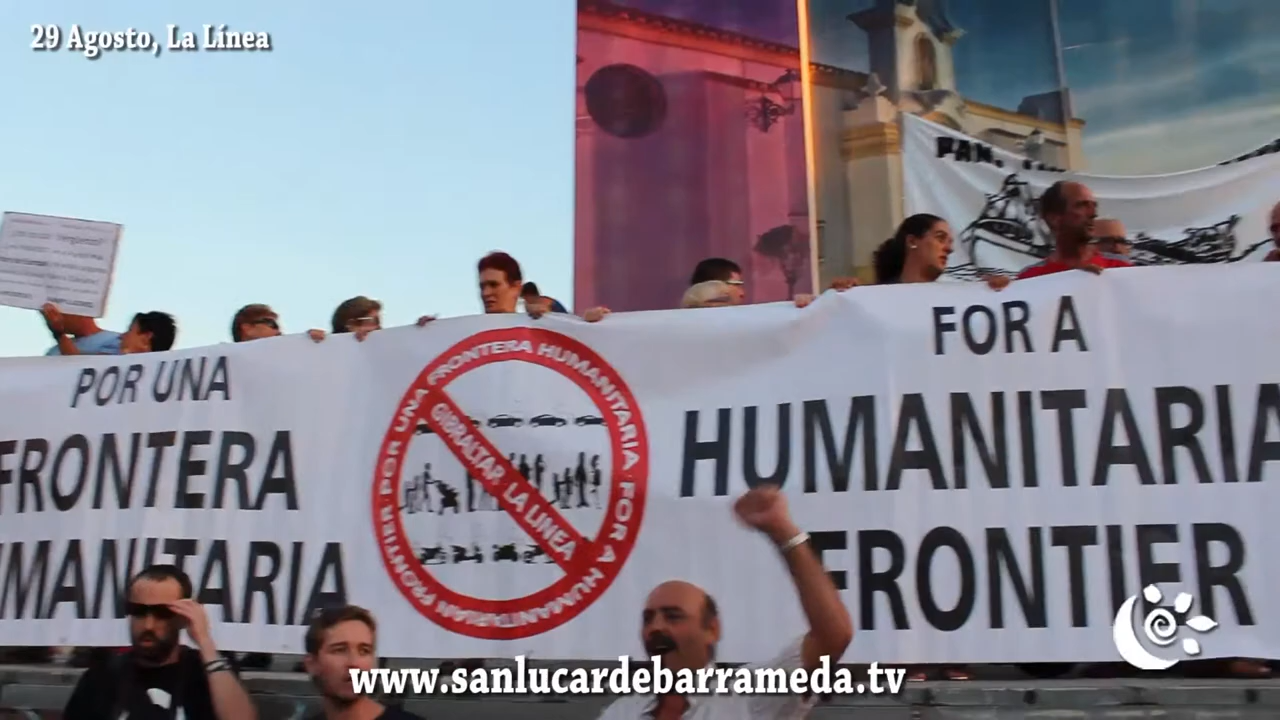 29 Agosto, La Línea
PAN,
POR UNA
FRONTERA
MANITARIA
POR UNA FRONTERA HUMANITARIA · FOR A HUMANITARIAN FRONTIER ·
GIBRALTAR LA LINEA
FOR A
HUMANITARIA
FRONTIER
www.sanlucardebarrameda.tv